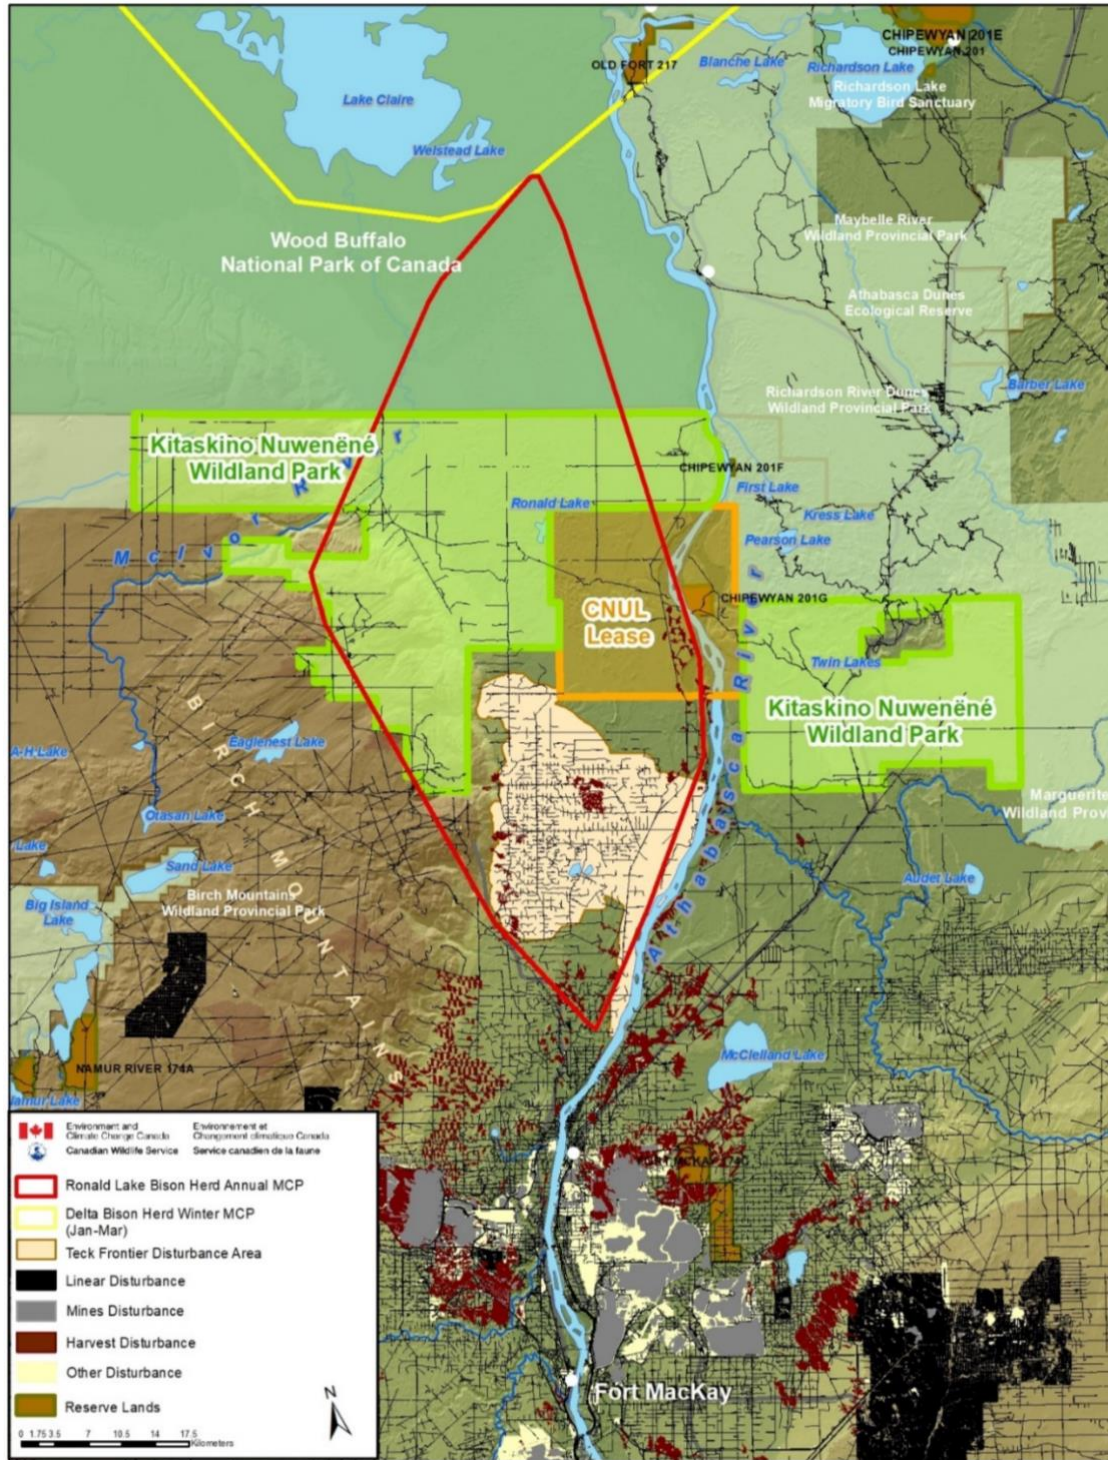 CHIPEWYAN 201E
CHIPEWYAN 201
OLD FORT 217
Blanche Lake
Richardson Lake
Richardson Lake
Migratory Bird Sanctuary
Lake Claire
Welstead Lake
Wood Buffalo
National Park of Canada
Maybelle River
Wildland Provincial Park
Athabasca Dunes
Ecological Reserve
Barber Lake
Richardson River Dunes
Wildland Provincial Park
Kitaskino Nuwenëné
Wildland Park
McIvor River
CHIPEWYAN 201F
First Lake
Ronald Lake
Kress Lake
Pearson Lake
CNUL
Lease
CHIPEWYAN 201G
Twin Lakes
Kitaskino Nuwenëné
Wildland Park
Athabasca River
BIRCH MOUNTAINS
Eaglenest Lake
A-H-Lake
Otasan Lake
Lake
Sand Lake
Big Island
Lake
Birch Mountains
Wildland Provincial Park
Marguerite
Wildland Prov
Audet Lake
McClelland Lake
NAMUR RIVER 174A
Namur Lake
Fort MacKay
Environment and
Climate Change Canada
Canadian Wildlife Service
Environnement et
Changement climatique Canada
Service canadien de la faune
Ronald Lake Bison Herd Annual MCP
Delta Bison Herd Winter MCP
(Jan-Mar)
Teck Frontier Disturbance Area
Linear Disturbance
Mines Disturbance
Harvest Disturbance
Other Disturbance
Reserve Lands
N
0 1.75 3.5 7 10.5 14 17.5
Kilometers